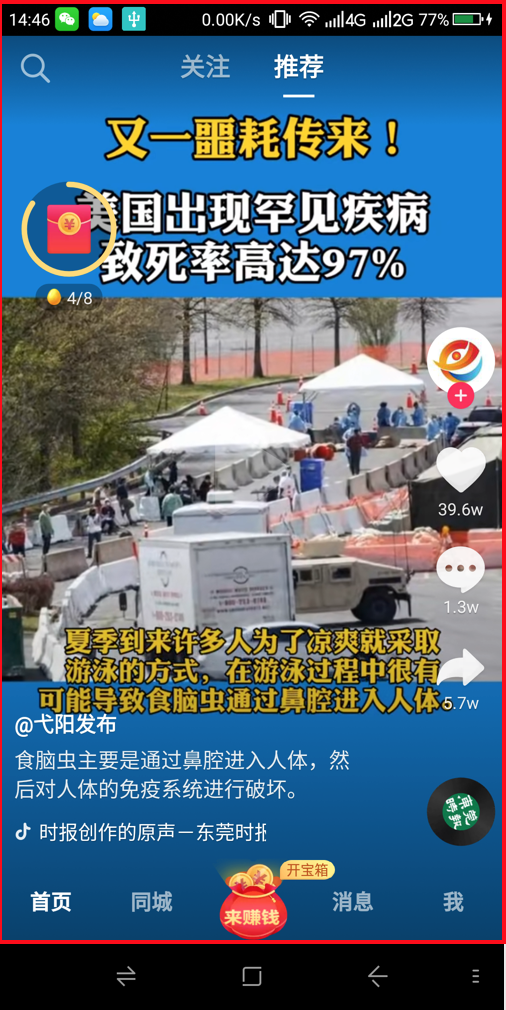 14:46 0.00K/s 4G 2G 77%
关注 推荐
又一噩耗传来！
美国出现罕见疾病
致死率高达97%
4/8
39.6w
1.3w
夏季到来许多人为了凉爽就采取
游泳的方式，在游泳过程中很有
可能导致食脑虫通过鼻腔进入人体。
5.7w
@弋阳发布
食脑虫主要是通过鼻腔进入人体，然
后对人体的免疫系统进行破坏。
时报创作的原声－东莞时报
开宝箱
首页 同城 来赚钱 消息 我